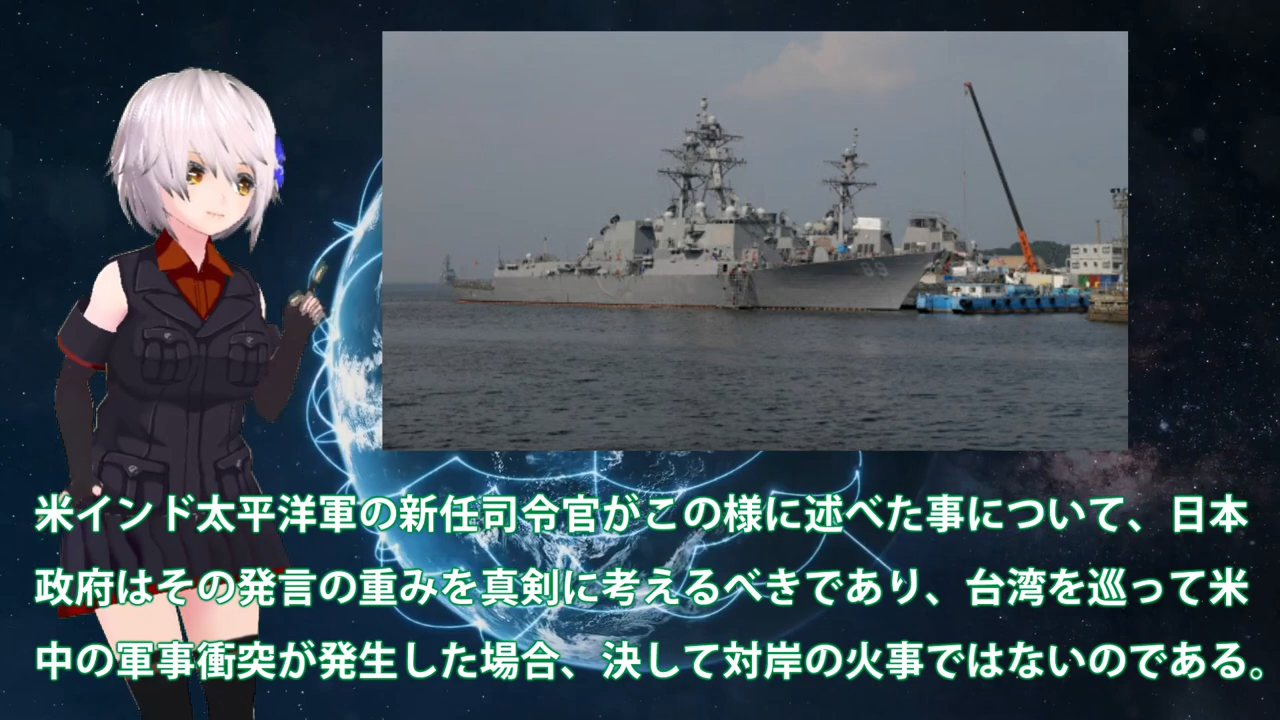 89
米インド太平洋軍の新任司令官がこの様に述べた事について、日本
政府はその発言の重みを真剣に考えるべきであり、台湾を巡って米
中の軍事衝突が発生した場合、決して対岸の火事ではないのである。